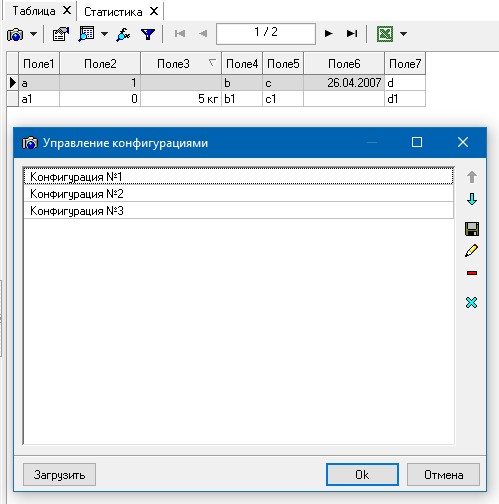 Таблица X Статистика X
1 / 2
Поле1 Поле2 Поле3 Поле4 Поле5 Поле6 Поле7
a 1 b c 26.04.2007 d
a1 0 5 кг b1 c1 d1
Управление конфигурациями
Конфигурация №1
Конфигурация №2
Конфигурация №3
Загрузить Ok Отмена